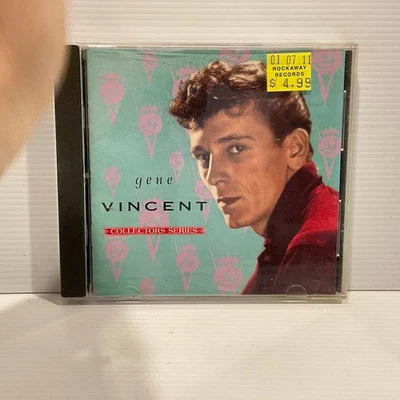 01 07 11
ROCKAWAY
RECORDS
$ 4.99
gene
VINCENT
COLLECTORS SERIES